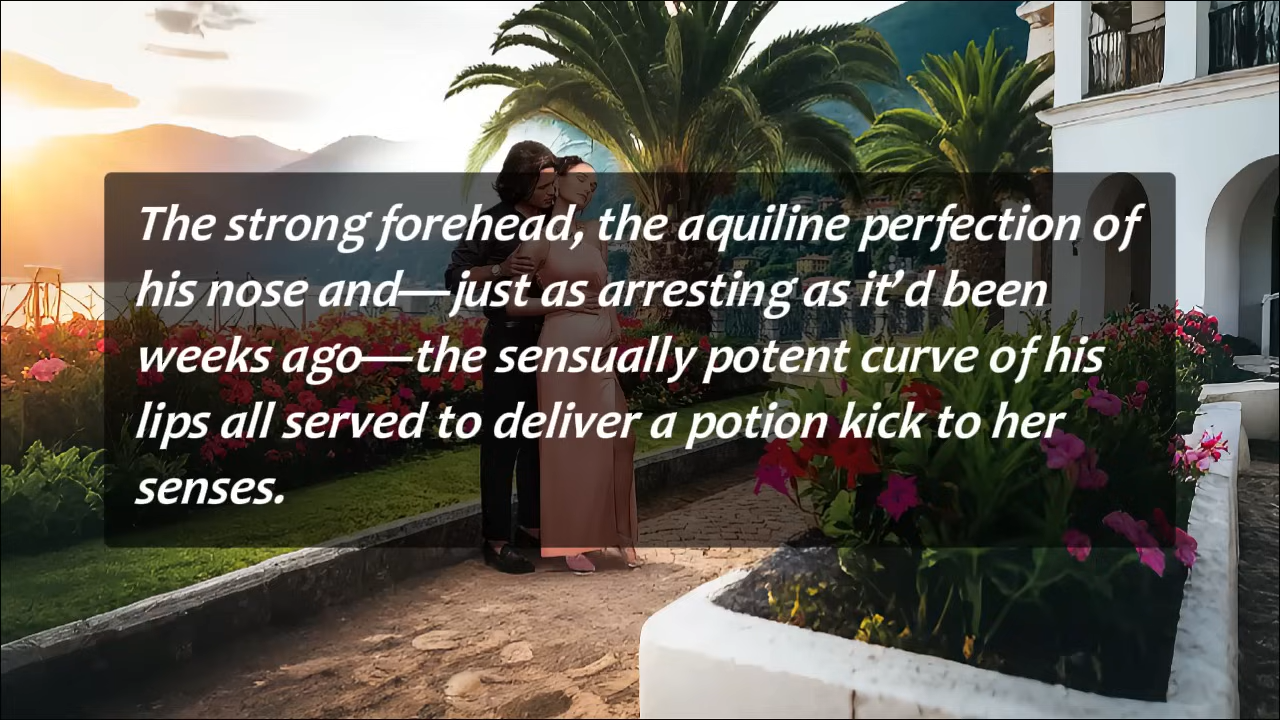 The strong forehead, the aquiline perfection of
his nose and—just as arresting as it’d been
weeks ago—the sensually potent curve of his
lips all served to deliver a potion kick to her
senses.